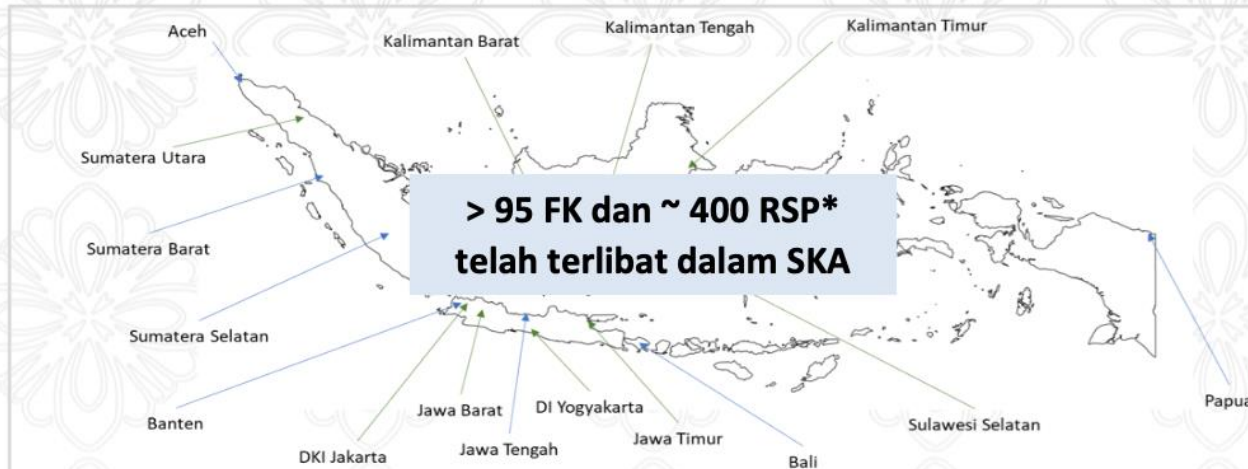 Aceh
Kalimantan Barat
Kalimantan Tengah
Kalimantan Timur
Sumatera Utara
> 95 FK dan ~ 400 RSP*
telah terlibat dalam SKA
Sumatera Barat
Sumatera Selatan
Banten
DKI Jakarta
Jawa Barat
Jawa Tengah
DI Yogyakarta
Jawa Timur
Bali
Sulawesi Selatan
Papua